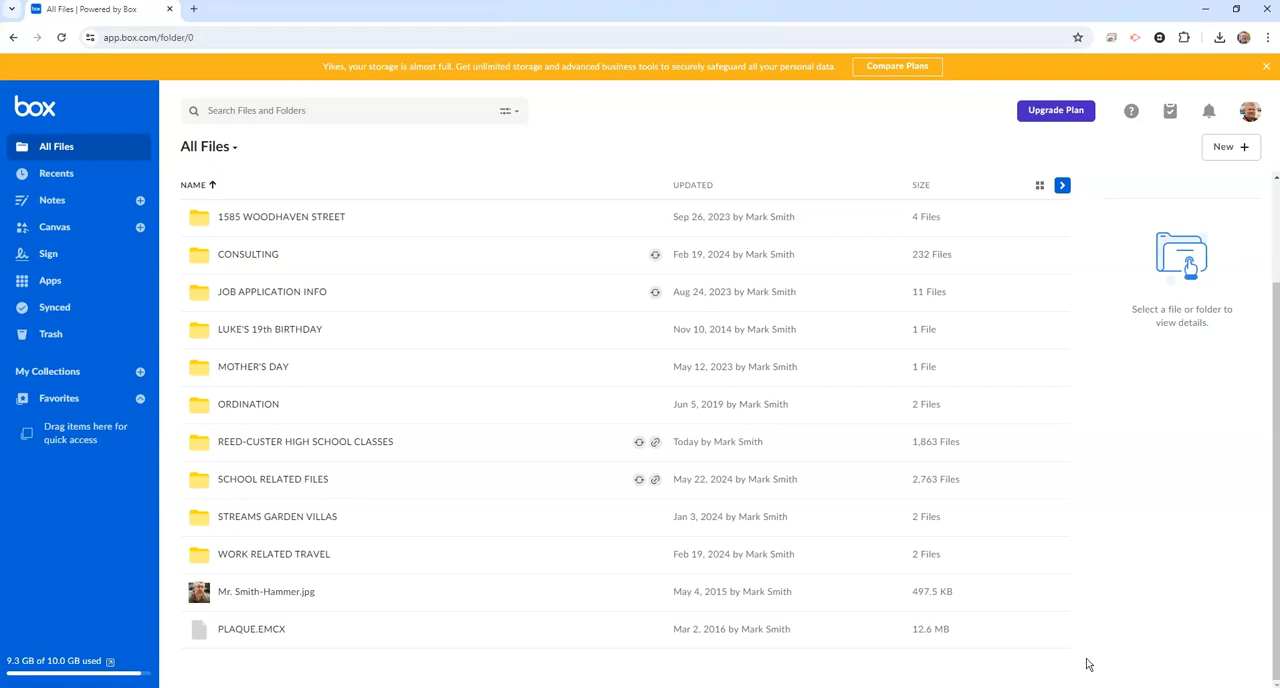 All Files | Powered by Box
app.box.com/folder/0
Yikes, your storage is almost full. Get unlimited storage and advanced business tools to securely safeguard all your personal data.
Compare Plans
box
Search Files and Folders
Upgrade Plan
All Files
All Files
New +
Recents
NAME
UPDATED
SIZE
Notes
Canvas
Sign
Apps
Synced
Trash
My Collections
Favorites
Drag items here for
quick access
9.3 GB of 10.0 GB used
1585 WOODHAVEN STREET Sep 26, 2023 by Mark Smith 4 Files
CONSULTING Feb 19, 2024 by Mark Smith 232 Files
JOB APPLICATION INFO Aug 24, 2023 by Mark Smith 11 Files
LUKE'S 19th BIRTHDAY Nov 10, 2014 by Mark Smith 1 File
MOTHER'S DAY May 12, 2023 by Mark Smith 1 File
ORDINATION Jun 5, 2019 by Mark Smith 2 Files
REED-CUSTER HIGH SCHOOL CLASSES Today by Mark Smith 1,863 Files
SCHOOL RELATED FILES May 22, 2024 by Mark Smith 2,763 Files
STREAMS GARDEN VILLAS Jan 3, 2024 by Mark Smith 2 Files
WORK RELATED TRAVEL Feb 19, 2024 by Mark Smith 2 Files
Mr. Smith-Hammer.jpg May 4, 2015 by Mark Smith 497.5 KB
PLAQUE.EMCX Mar 2, 2016 by Mark Smith 12.6 MB
Select a file or folder to
view details.